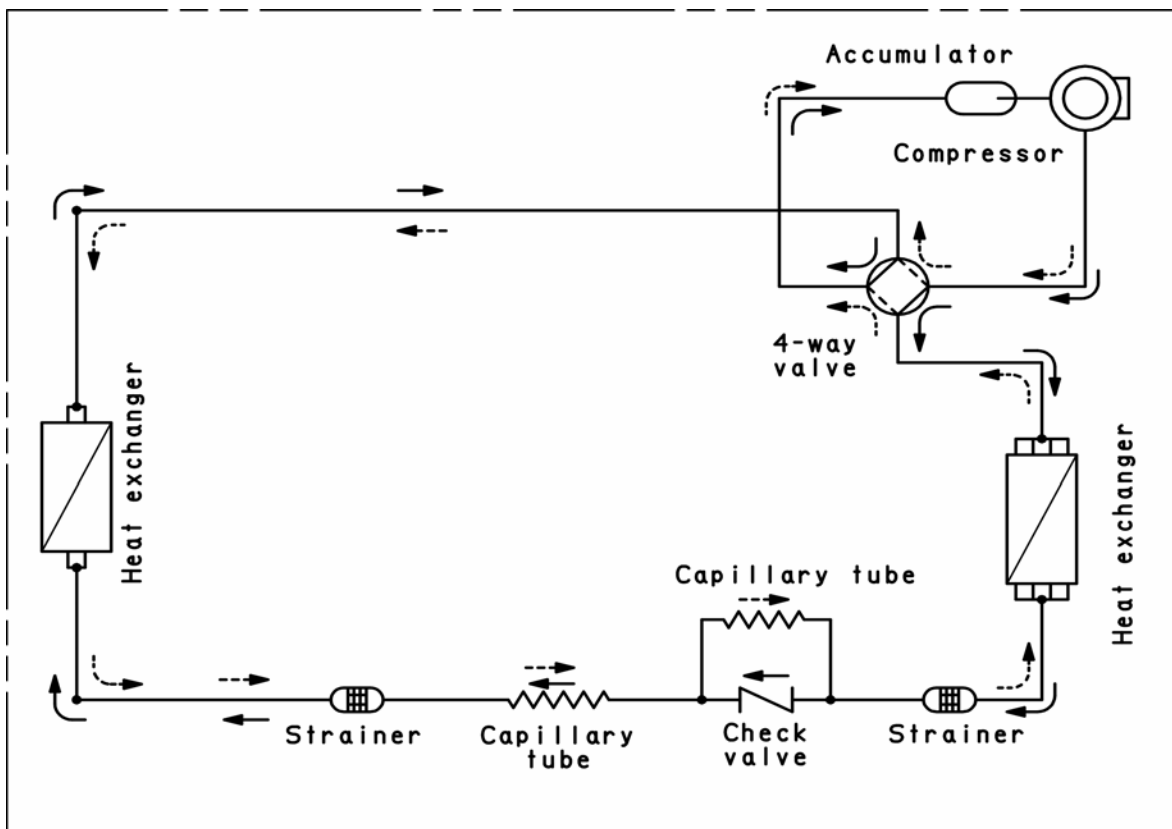 Accumulator
Compressor
4-way
valve
Heat exchanger
Heat exchanger
Capillary tube
Strainer
Capillary
tube
Check
valve
Strainer